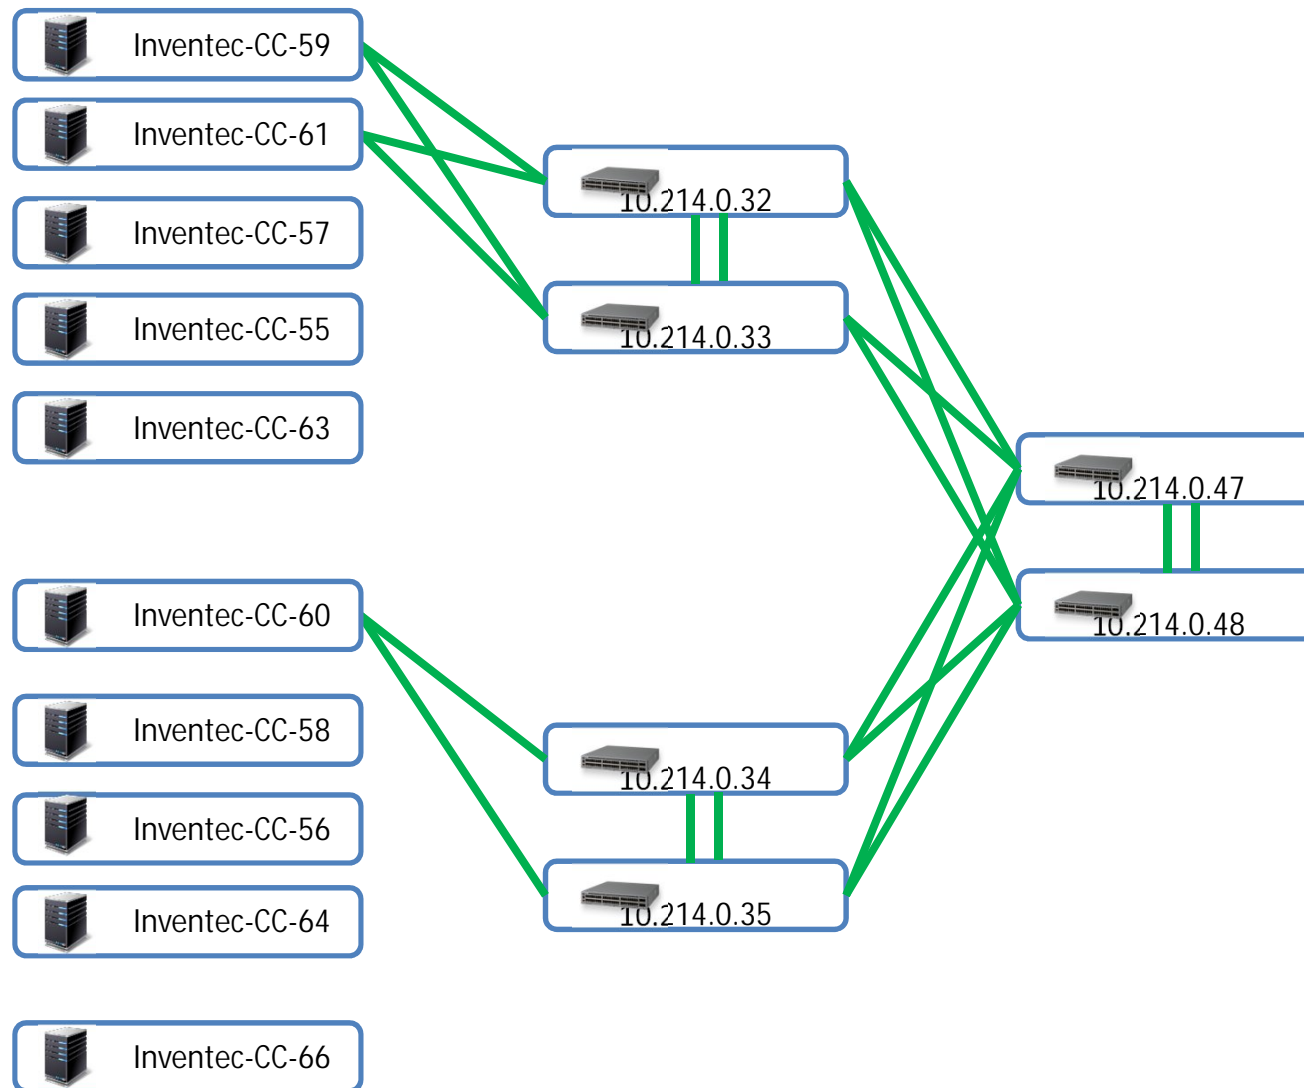 Inventec-CC-59
Inventec-CC-61
Inventec-CC-57
Inventec-CC-55
Inventec-CC-63
Inventec-CC-60
Inventec-CC-58
Inventec-CC-56
Inventec-CC-64
Inventec-CC-66
10.214.0.32
10.214.0.33
10.214.0.34
10.214.0.35
10.214.0.47
10.214.0.48